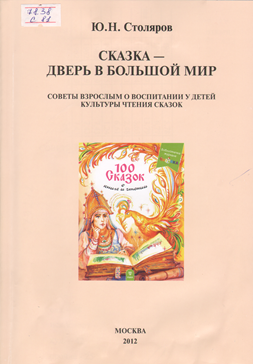 Ю.Н. Столяров
СКАЗКА —
ДВЕРЬ В БОЛЬШОЙ МИР
СОВЕТЫ ВЗРОСЛЫМ О ВОСПИТАНИИ У ДЕТЕЙ
КУЛЬТУРЫ ЧТЕНИЯ СКАЗОК
100
Сказок
МОСКВА
2012